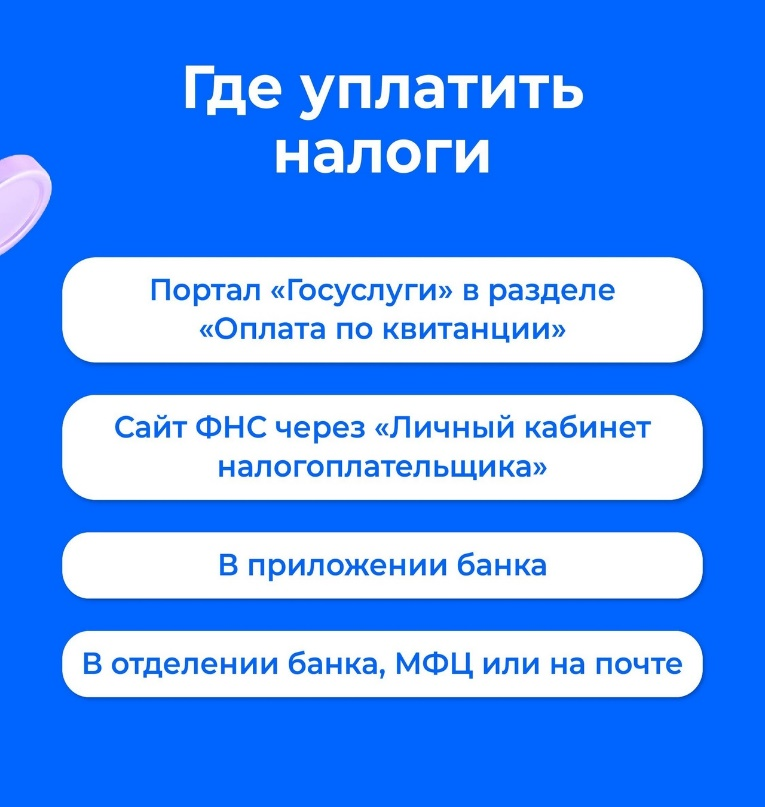 Где уплатить
налоги
Портал «Госуслуги» в разделе
«Оплата по квитанции»
Сайт ФНС через «Личный кабинет
налогоплательщика»
В приложении банка
В отделении банка, МФЦ или на почте